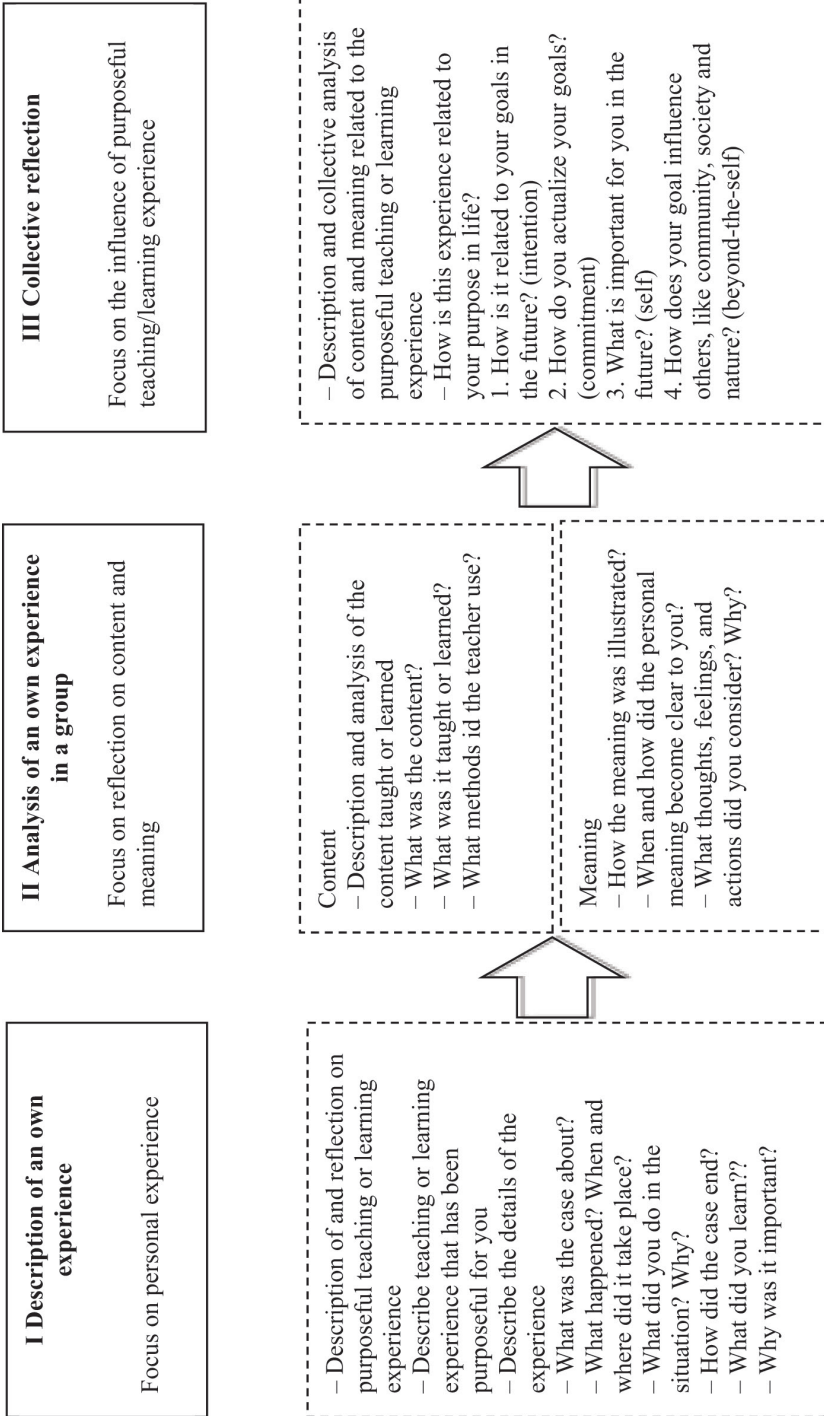 I Description of an own
experience
Focus on personal experience
– Description of and reflection on
purposeful teaching or learning
experience
– Describe teaching or learning
experience that has been
purposeful for you
– Describe the details of the
experience
– What was the case about?
– What happened? When and
where did it take place?
– What did you do in the
situation? Why?
– How did the case end?
– What did you learn??
– Why was it important?
II Analysis of an own experience
in a group
Focus on reflection on content and
meaning
Content
– Description and analysis of the
content taught or learned
– What was the content?
– What was it taught or learned?
– What methods id the teacher use?
Meaning
– How the meaning was illustrated?
– When and how did the personal
meaning become clear to you?
– What thoughts, feelings, and
actions did you consider? Why?
III Collective reflection
Focus on the influence of purposeful
teaching/learning experience
– Description and collective analysis
of content and meaning related to the
purposeful teaching or learning
experience
– How is this experience related to
your purpose in life?
1. How is it related to your goals in
the future? (intention)
2. How do you actualize your goals?
(commitment)
3. What is important for you in the
future? (self)
4. How does your goal influence
others, like community, society and
nature? (beyond-the-self)